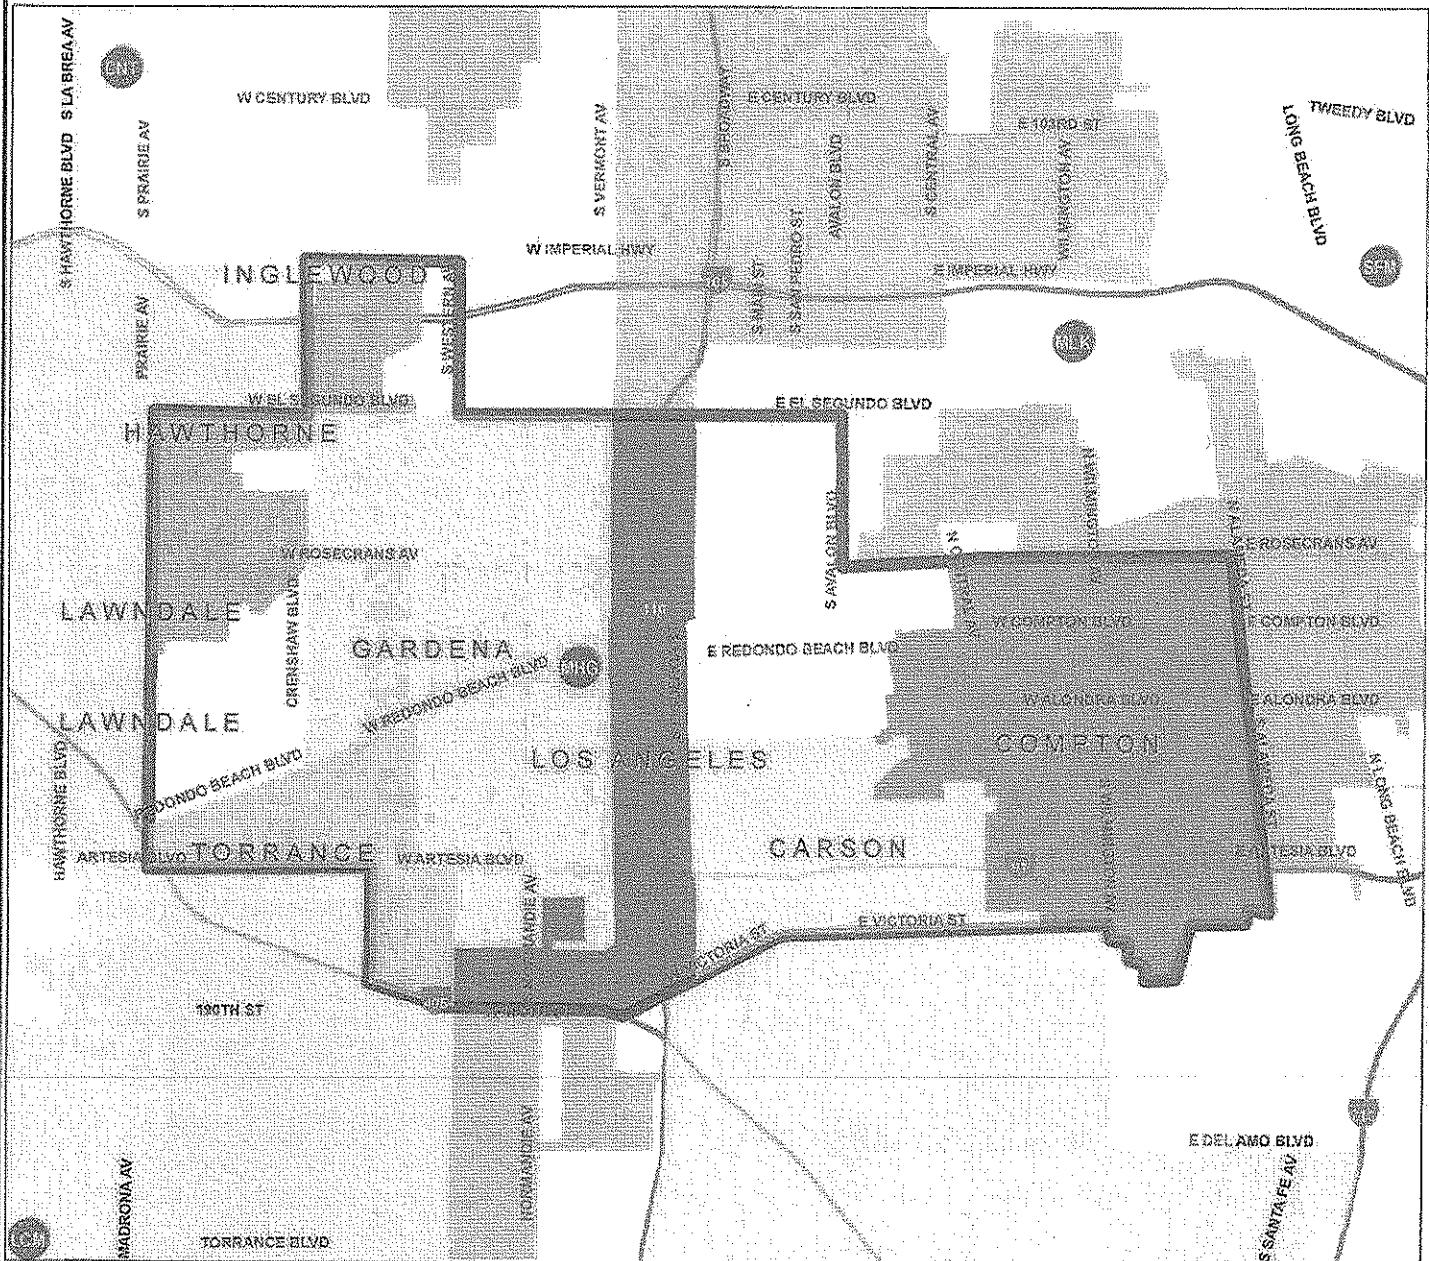 S LA BREA AV
S HAWTHORNE BLVD
S PRAIRIE AV
W CENTURY BLVD
S VERMONT AV
S BROADWAY
E CENTURY BLVD
AVALON BLVD
S CENTRAL AV
E 103RD ST
WILMINGTON AV
LONG BEACH BLVD
TWEEDY BLVD
W IMPERIAL HWY
E IMPERIAL HWY
S MAIN ST
S SAN PEDRO ST
INGLEWOOD
S WESTERN AV
PRAIRIE AV
MLK
W EL SEGUNDO BLVD
E EL SEGUNDO BLVD
HAWTHORNE
W ROSECRANS AV
E ROSECRANS AV
S AVALON BLVD
CRENSHAW BLVD
LAWNDALE
W COMPTON BLVD
E COMPTON BLVD
GARDENA
E REDONDO BEACH BLVD
W REDONDO BEACH BLVD
W ALONDRA BLVD
E ALONDRA BLVD
LAWNDALE
LOS ANGELES
COMPTON
HAWTHORNE BLVD
REDONDO BEACH BLVD
N LONG BEACH BLVD
ARTESIA BLVD
TORRANCE
W ARTESIA BLVD
CARSON
E VICTORIA ST
VICTORIA ST
190TH ST
NORMANDIE AV
E DEL AMO BLVD
S SANTA FE AV
MADRONA AV
TORRANCE BLVD